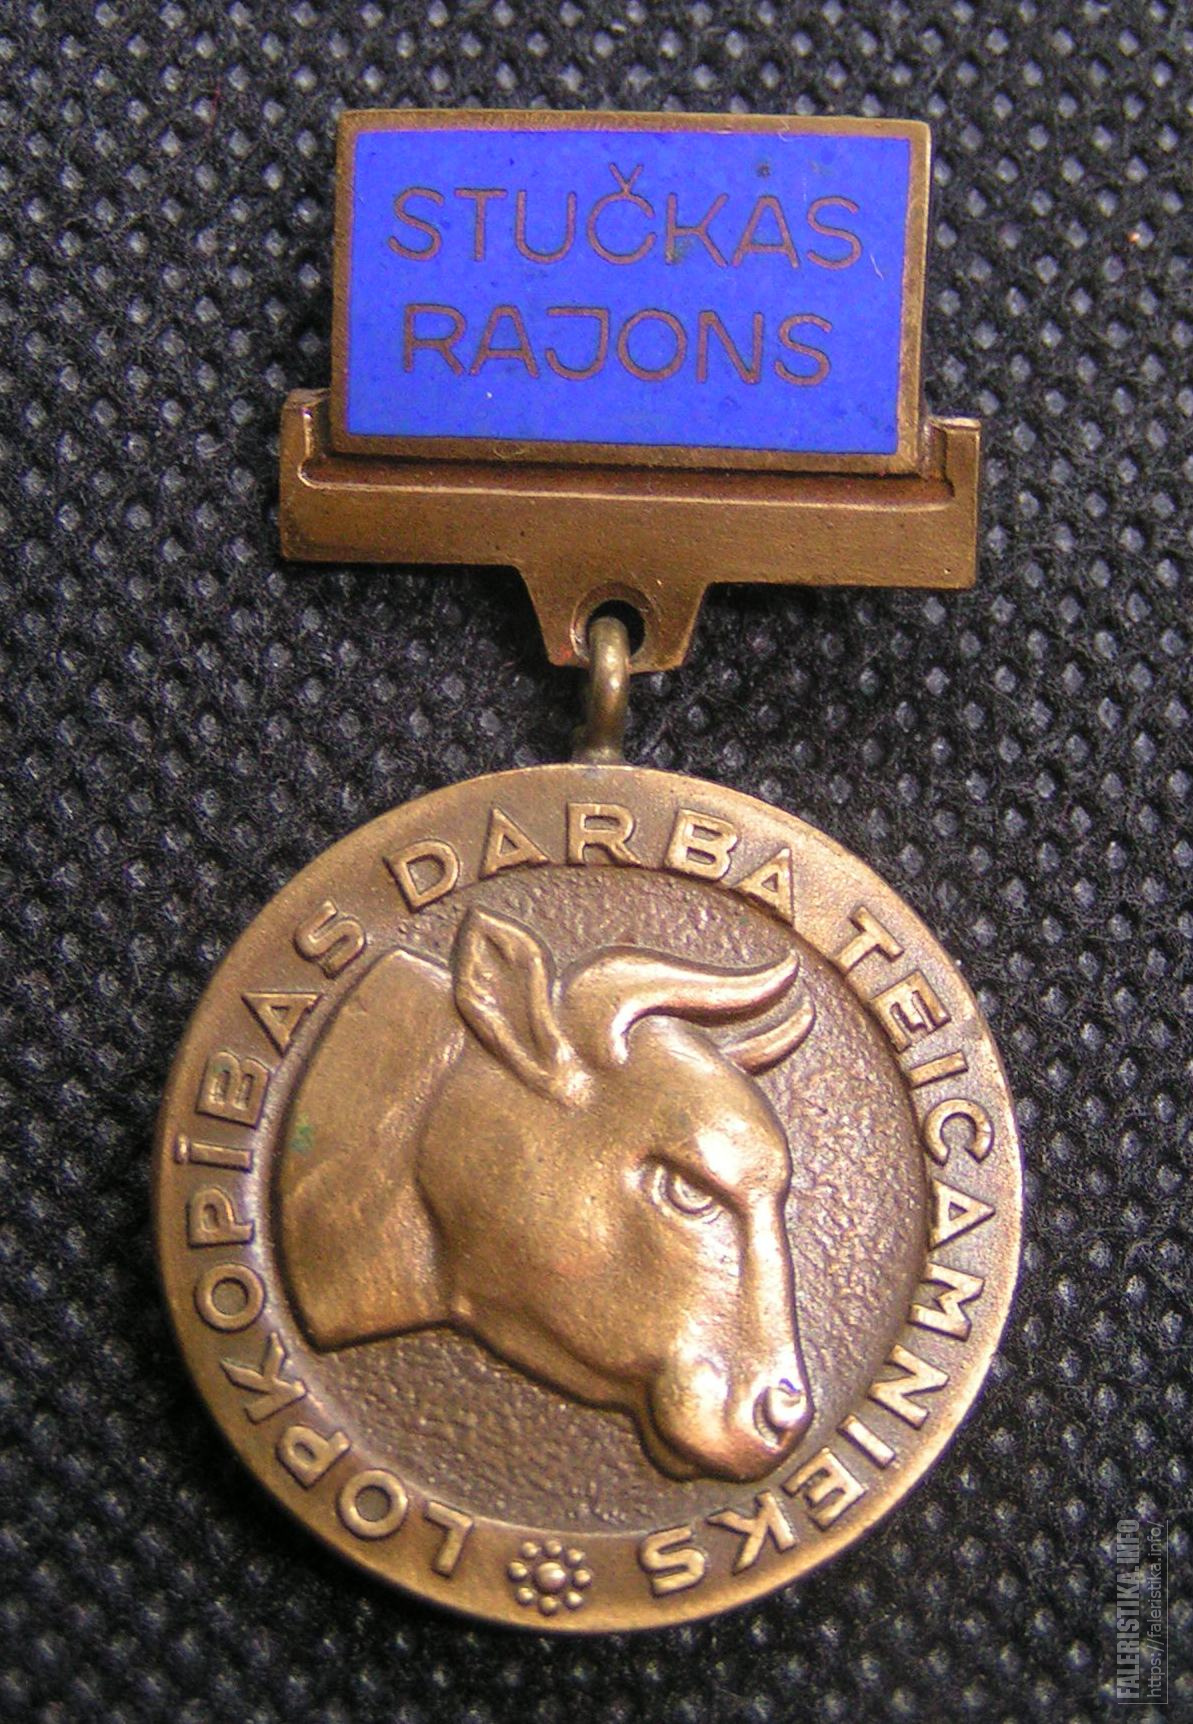 STUČKAS
RAJONS
LOPKOPĪBAS DARBA TEICAMNIEKS
FALERISTIKA.INFO
https://faleristika.info/